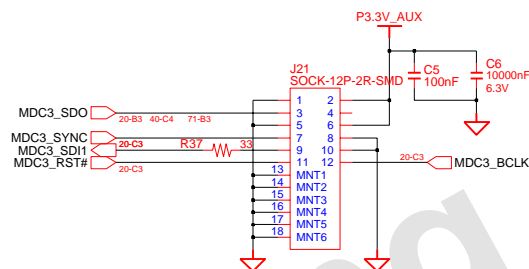 P3.3V_AUX
J21
SOCK-12P-2R-SMD
C5
100nF
C6
10000nF
6.3V
1 2
MDC3_SDO 20-B3 40-C4 71-B3 3 4
5 6
MDC3_SYNC 7 8
MDC3_SDI1 20-C3 R37 33 9 10
MDC3_RST# 20-C3 11 12 20-C3 MDC3_BCLK
13 MNT1
14 MNT2
15 MNT3
16 MNT4
17 MNT5
18 MNT6